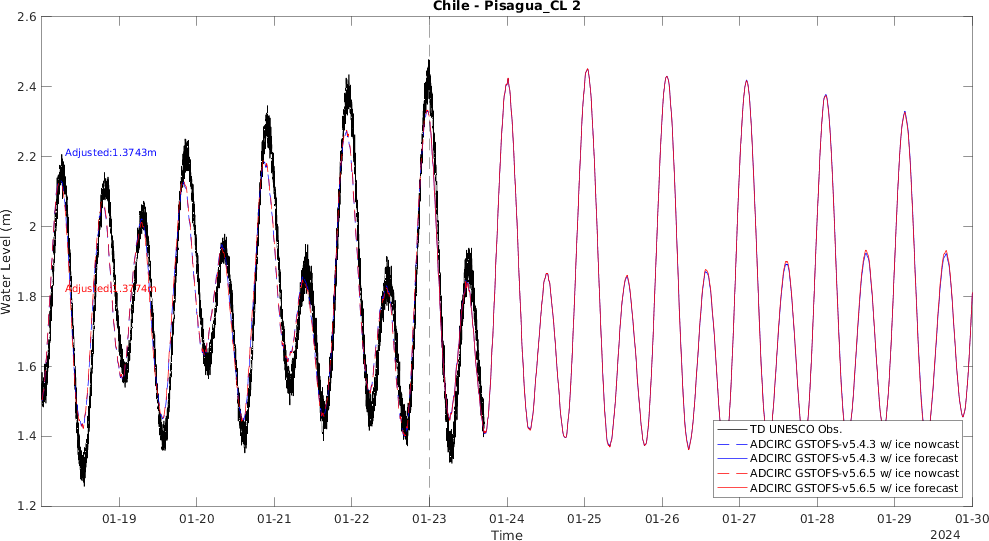 Chile - Pisagua_CL 2
2.6
2.4
2.2
2
1.8
1.6
1.4
1.2
Water Level (m)
Adjusted:1.3743m
Adjusted:1.3774m
TD UNESCO Obs.
ADCIRC GSTOFS-v5.4.3 w/ ice nowcast
ADCIRC GSTOFS-v5.4.3 w/ ice forecast
ADCIRC GSTOFS-v5.6.5 w/ ice nowcast
ADCIRC GSTOFS-v5.6.5 w/ ice forecast
01-19 01-20 01-21 01-22 01-23 01-24 01-25 01-26 01-27 01-28 01-29 01-30
Time
2024